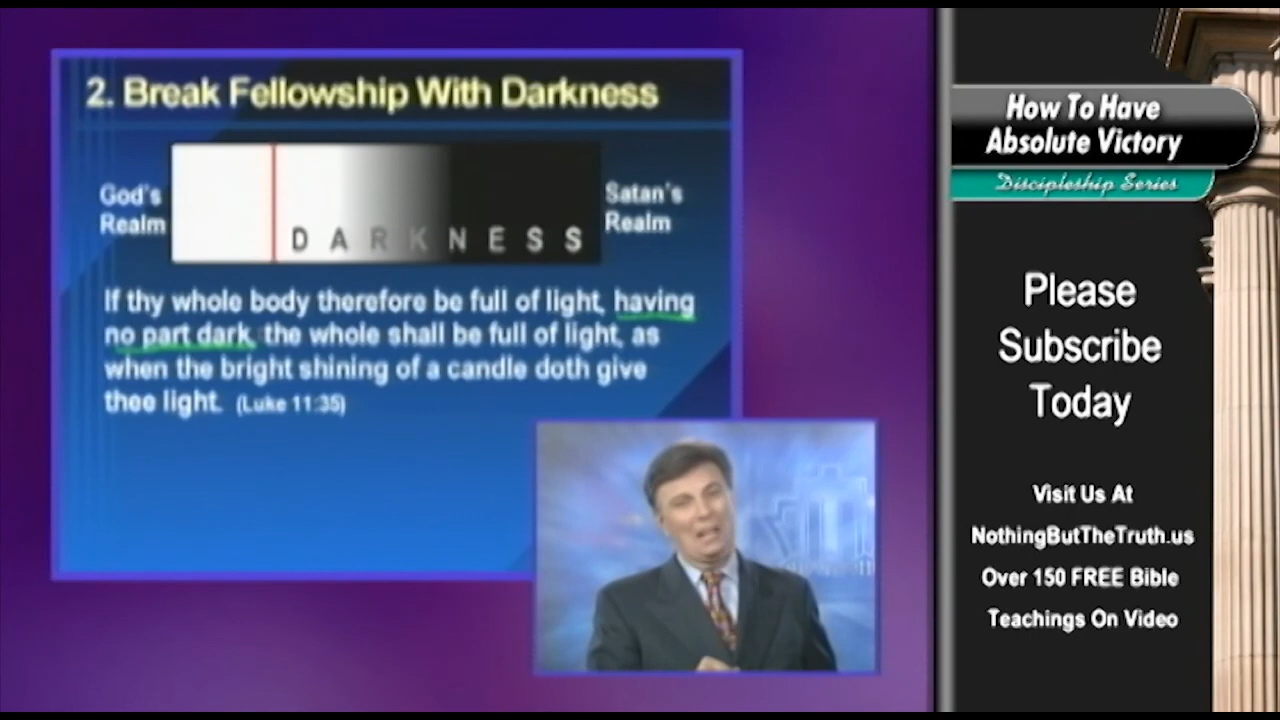 2. Break Fellowship With Darkness
God's
Realm
DARKNESS
Satan's
Realm
If thy whole body therefore be full of light, having
no part dark, the whole shall be full of light, as
when the bright shining of a candle doth give
thee light. (Luke 11:35)
How To Have
Absolute Victory
Discipleship Series
Please
Subscribe
Today
Visit Us At
NothingButTheTruth.us
Over 150 FREE Bible
Teachings On Video